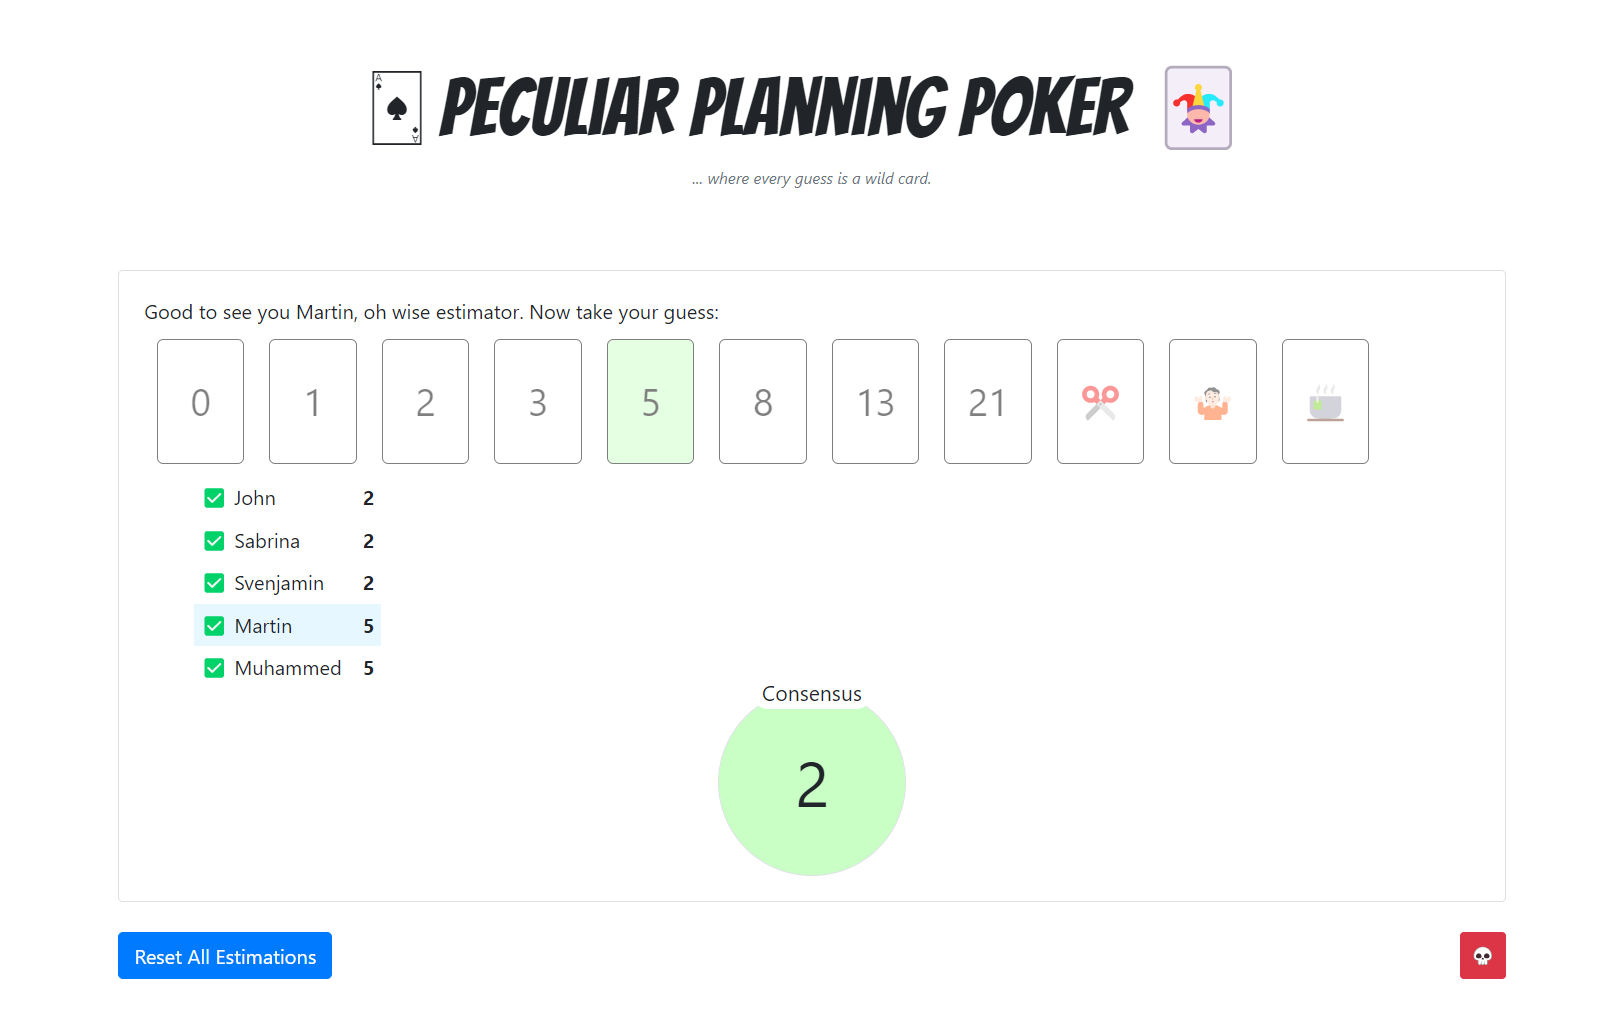 PECULIAR PLANNING POKER
... where every guess is a wild card.
Good to see you Martin, oh wise estimator. Now take your guess:
0 1 2 3 5 8 13 21
John 2
Sabrina 2
Svenjamin 2
Martin 5
Muhammed 5
Consensus
2
Reset All Estimations